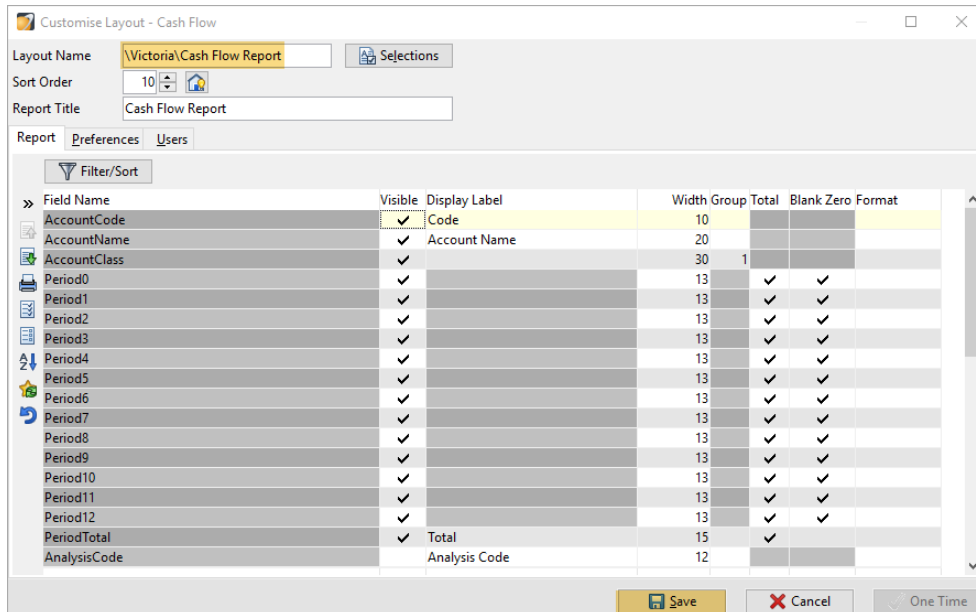 Customise Layout - Cash Flow
Layout Name \Victoria\Cash Flow Report Selections
Sort Order 10
Report Title Cash Flow Report
Report Preferences Users
Filter/Sort
Field Name Visible Display Label Width Group Total Blank Zero Format
AccountCode Code 10
AccountName Account Name 20
AccountClass 30 1
Period0 13
Period1 13
Period2 13
Period3 13
Period4 13
Period5 13
Period6 13
Period7 13
Period8 13
Period9 13
Period10 13
Period11 13
Period12 13
PeriodTotal Total 15
AnalysisCode Analysis Code 12
Save Cancel One Time